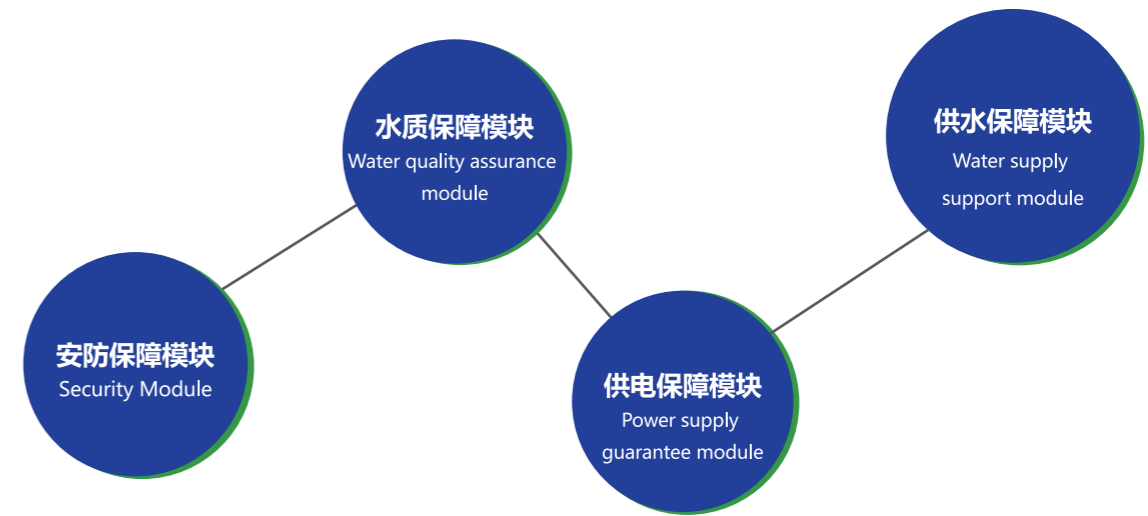 安防保障模块
Security Module
水质保障模块
Water quality assurance
module
供电保障模块
Power supply
guarantee module
供水保障模块
Water supply
support module